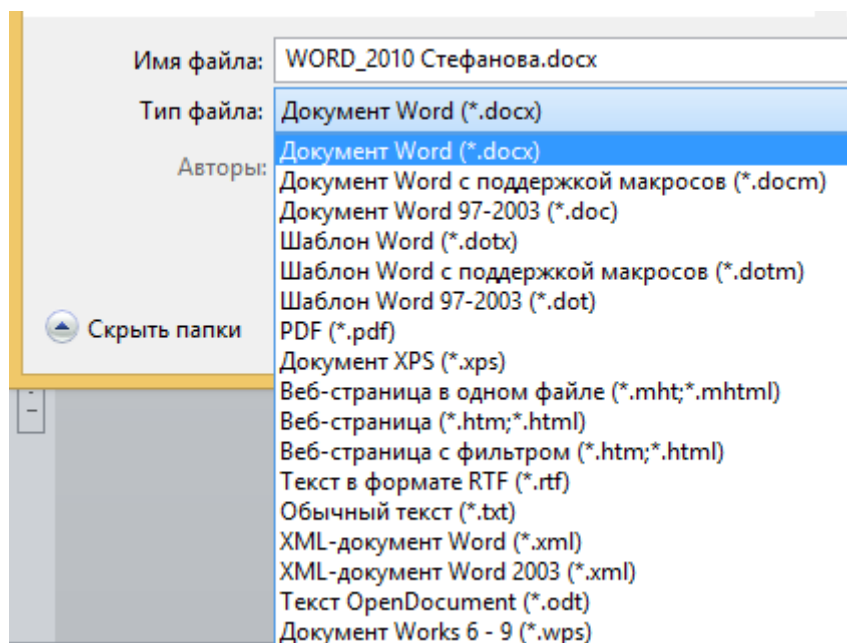 Имя файла: WORD_2010 Стефанова.docx
Тип файла: Документ Word (*.docx)
Авторы:
Документ Word (*.docx)
Документ Word с поддержкой макросов (*.docm)
Документ Word 97-2003 (*.doc)
Шаблон Word (*.dotx)
Шаблон Word с поддержкой макросов (*.dotm)
Шаблон Word 97-2003 (*.dot)
Скрыть папки
PDF (*.pdf)
Документ XPS (*.xps)
Веб-страница в одном файле (*.mht;*.mhtml)
Веб-страница (*.htm;*.html)
Веб-страница с фильтром (*.htm;*.html)
Текст в формате RTF (*.rtf)
Обычный текст (*.txt)
XML-документ Word (*.xml)
XML-документ Word 2003 (*.xml)
Текст OpenDocument (*.odt)
Документ Works 6 - 9 (*.wps)